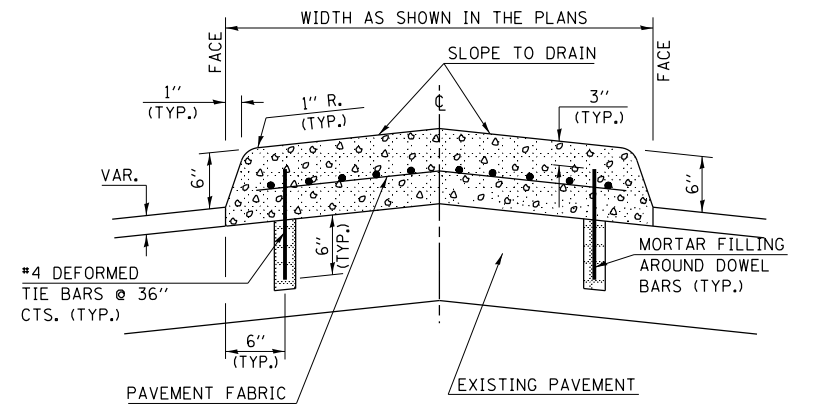 WIDTH AS SHOWN IN THE PLANS
FACE
FACE
SLOPE TO DRAIN
1"
(TYP.)
1" R.
(TYP.)
℄
3"
(TYP.)
VAR.
6"
6"
6"
(TYP.)
#4 DEFORMED
TIE BARS @ 36"
CTS. (TYP.)
MORTAR FILLING
AROUND DOWEL
BARS (TYP.)
6"
(TYP.)
PAVEMENT FABRIC
EXISTING PAVEMENT